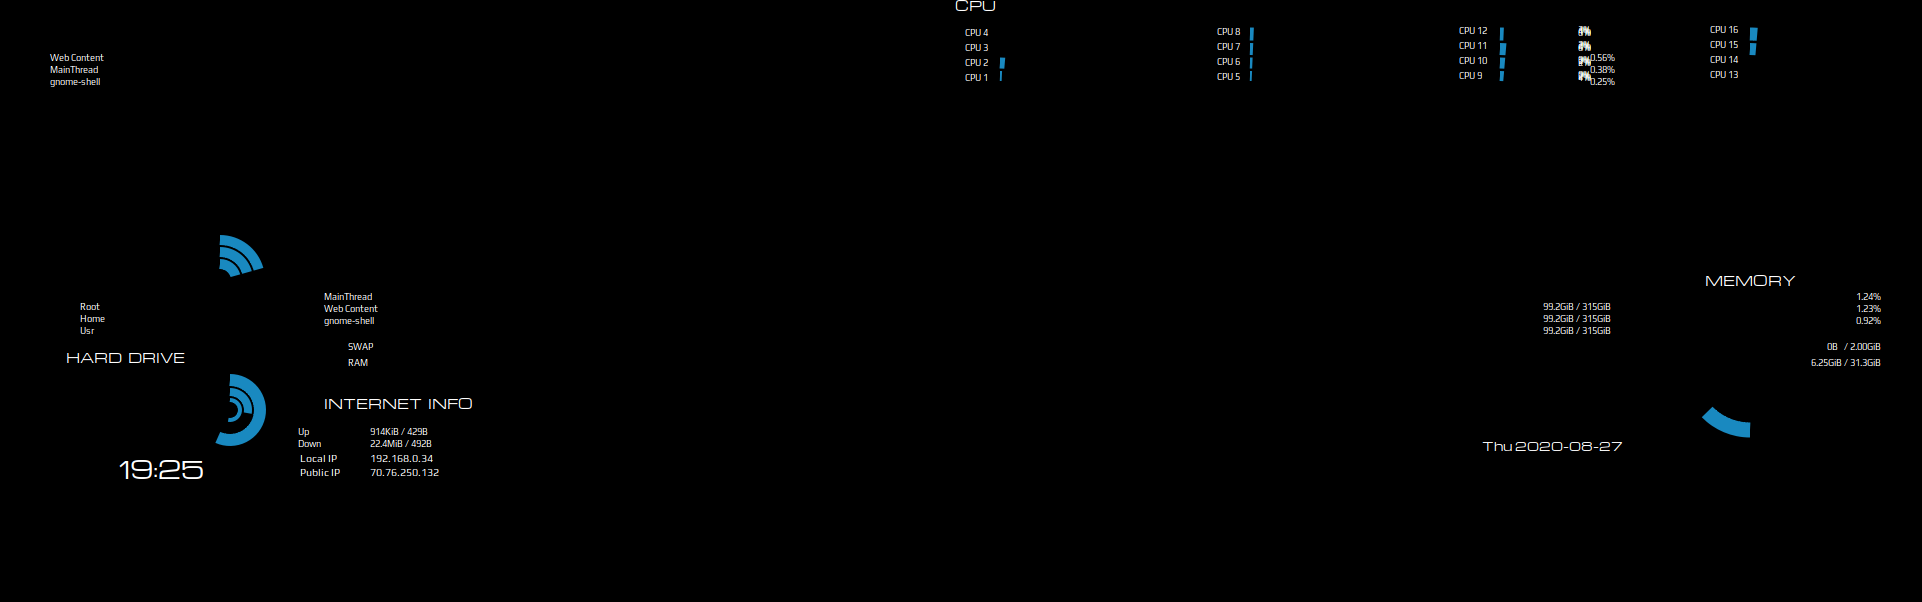 CPU
CPU 4
CPU 3
CPU 2
CPU 1
CPU 8
CPU 7
CPU 6
CPU 5
CPU 12
CPU 11
CPU 10
CPU 9
CPU 16
CPU 15
CPU 14
CPU 13
Web Content
MainThread
gnome-shell
0.56%
0.38%
0.25%
Root
Home
Usr
HARD DRIVE
MainThread
Web Content
gnome-shell
SWAP
RAM
99.2GiB / 315GiB
99.2GiB / 315GiB
99.2GiB / 315GiB
MEMORY
1.24%
1.23%
0.92%
0B / 2.00GiB
6.25GiB / 31.3GiB
INTERNET INFO
Up 914KiB / 429B
Down 22.4MiB / 492B
Local IP 192.168.0.34
Public IP 70.76.250.132
19:25
Thu 2020-08-27